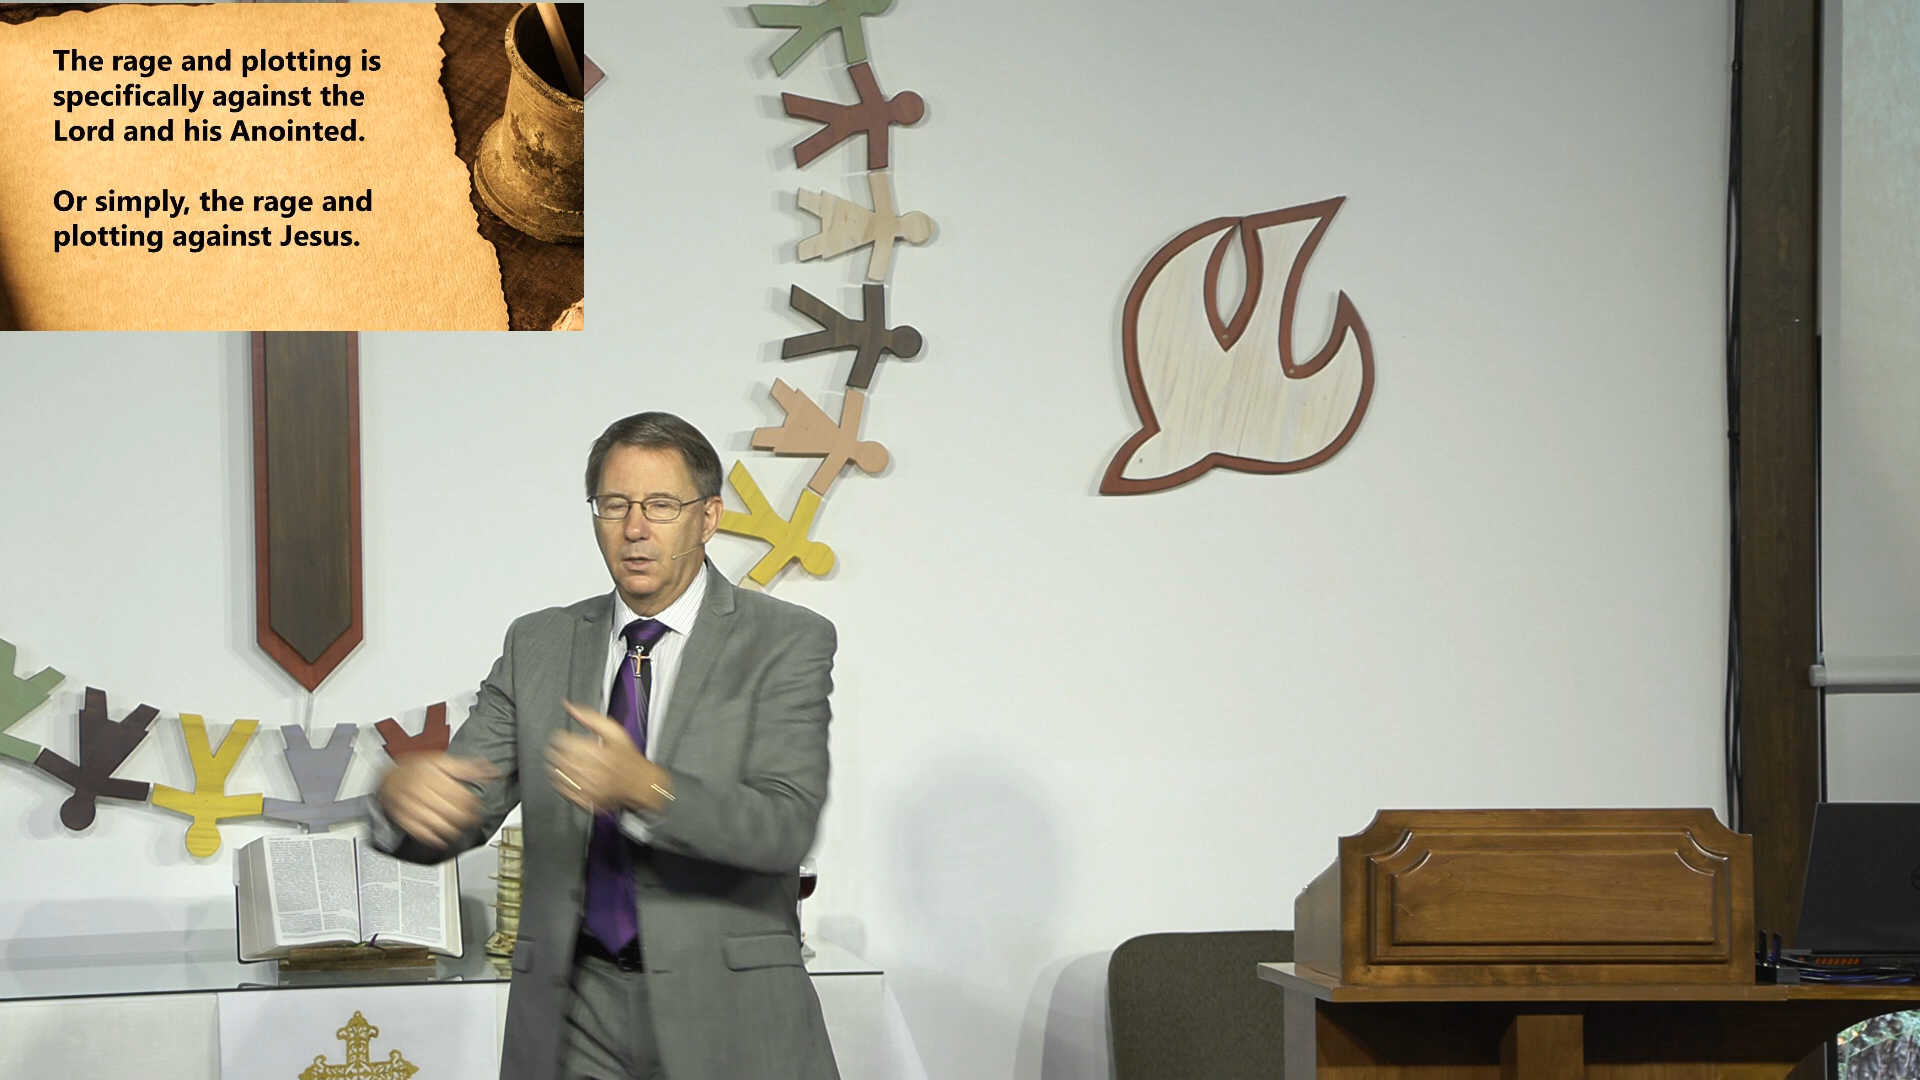 The rage and plotting is
specifically against the
Lord and his Anointed.
Or simply, the rage and
plotting against Jesus.